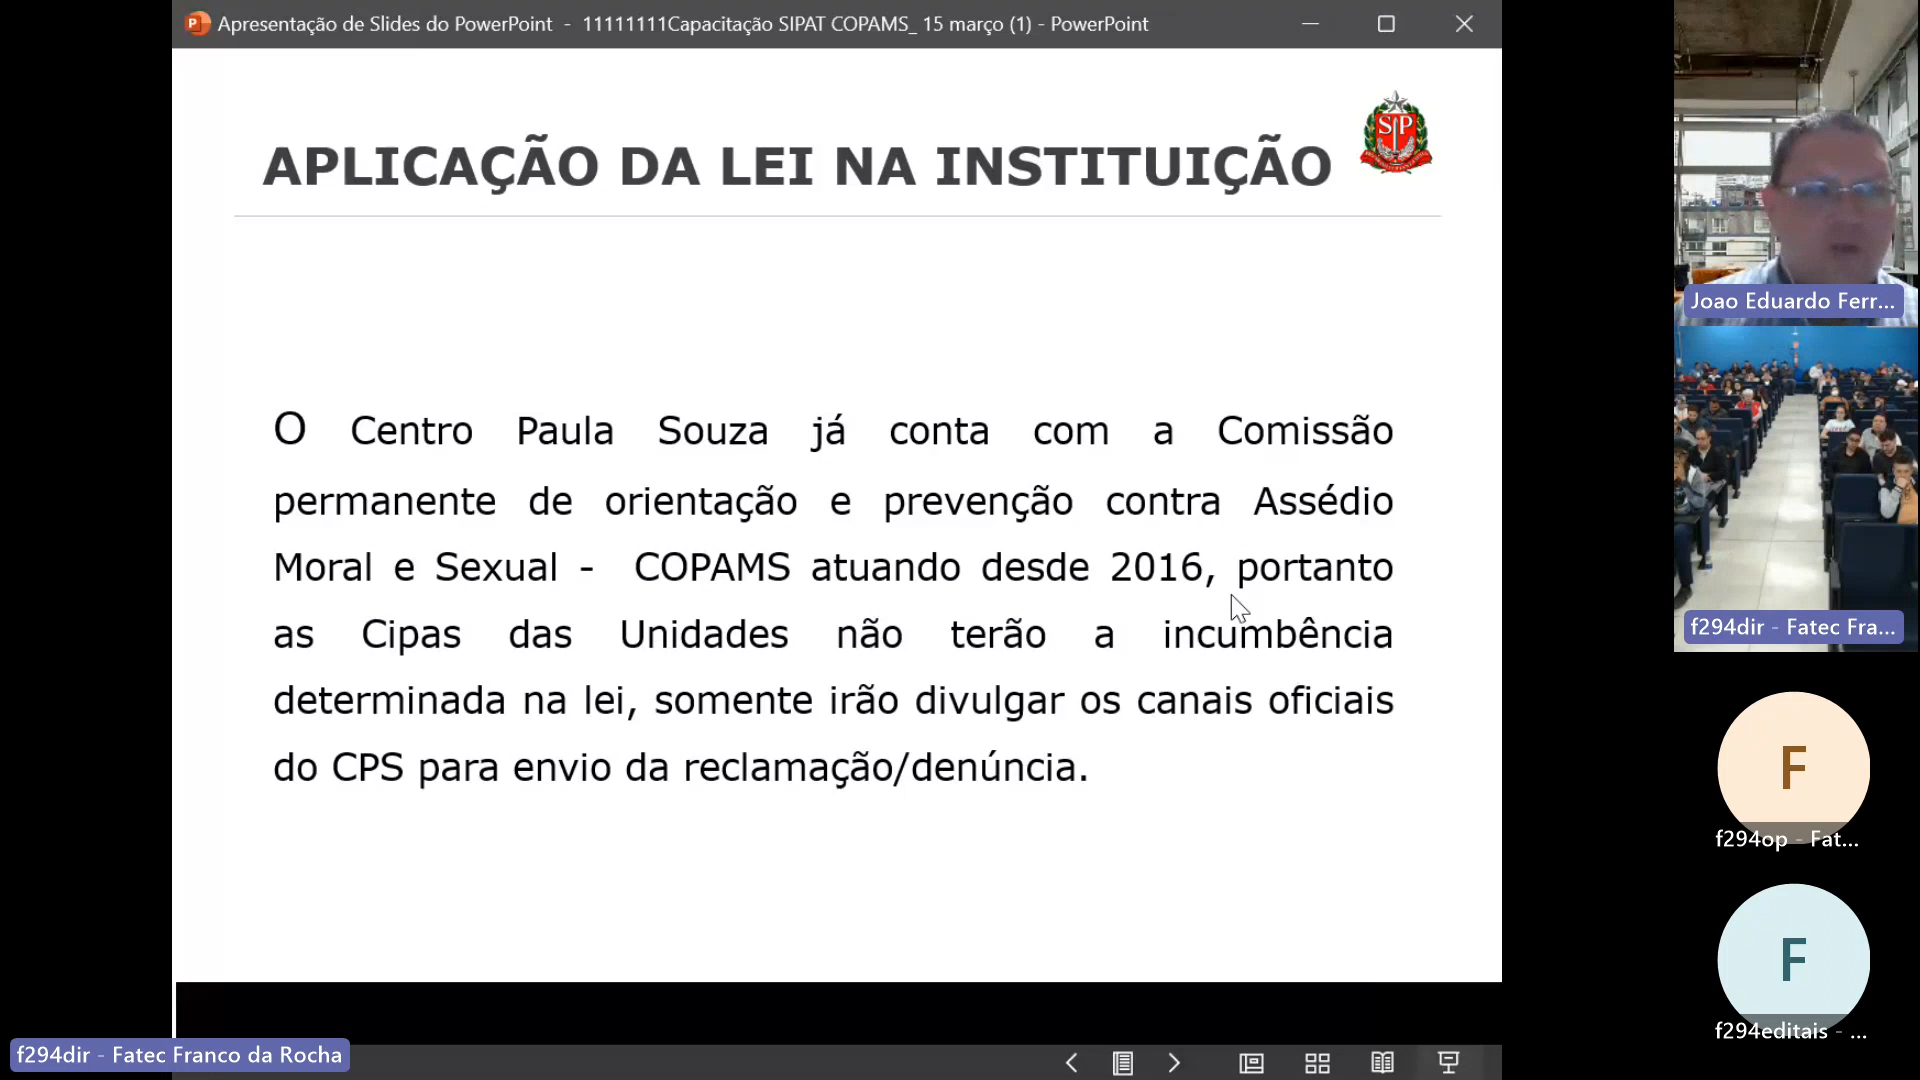 Apresentação de Slides do PowerPoint - 11111111Capacitação SIPAT COPAMS_ 15 março (1) - PowerPoint
APLICAÇÃO DA LEI NA INSTITUIÇÃO
SP
O Centro Paula Souza já conta com a Comissão
permanente de orientação e prevenção contra Assédio
Moral e Sexual - COPAMS atuando desde 2016, portanto
as Cipas das Unidades não terão a incumbência
determinada na lei, somente irão divulgar os canais oficiais
do CPS para envio da reclamação/denúncia.
Joao Eduardo Ferr...
f294dir - Fatec Fra...
F
f294op - Fat...
F
f294editais - ...
f294dir - Fatec Franco da Rocha